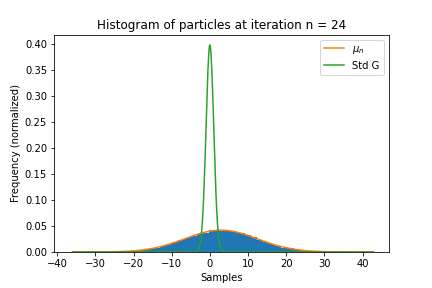 Histogram of particles at iteration n = 24
Frequency (normalized)
0.40
0.35
0.30
0.25
0.20
0.15
0.10
0.05
0.00
μn
Std G
−40 −30 −20 −10 0 10 20 30 40
Samples